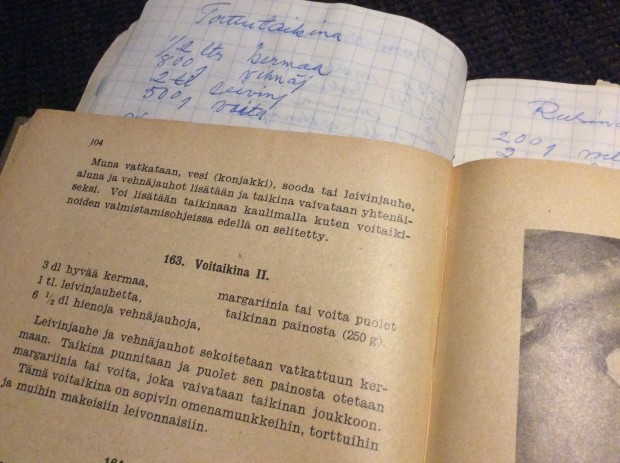 Torttutaikina
1/2 ltr kermaa
800 g vehnäj
2 tl leivinj
500 g voita
200 g
2
104
Muna vatkataan, vesi (konjakki), sooda tai leivinjauhe,
aluna ja vehnäjauhot lisätään ja taikina vaivataan yhtenäi-
seksi. Voi lisätään taikinaan kaulimalla kuten voitaiki-
noiden valmistamisohjeissa edellä on selitetty.
163. Voitaikina II.
3 dl hyvää kermaa,
1 tl. leivinjauhetta,
6 1/2 dl hienoja vehnäjauhoja,
margariinia tai voita puolet
taikinan painosta (250 g).
Leivinjauhe ja vehnäjauhot sekoitetaan vatkattuun ker-
maan. Taikina punnitaan ja puolet sen painosta otetaan
margariinia tai voita, joka vaivataan taikinan joukkoon.
Tämä voitaikina on sopivin omenamunkkeihin, torttuihin
ja muihin makeisiin leivonnaisiin.